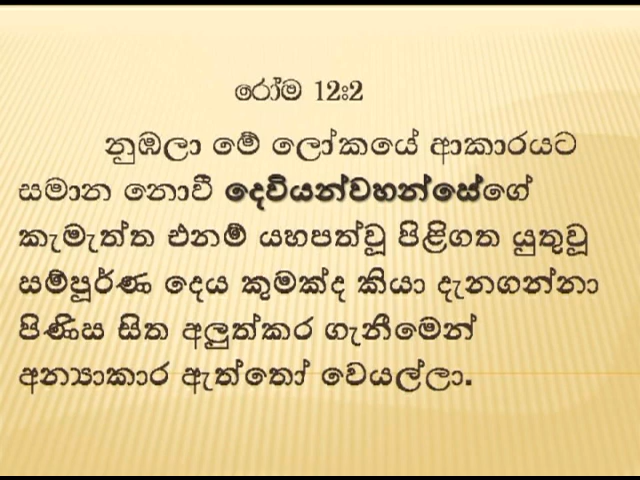 රෝම 12:2
නුඹලා මේ ලෝකයේ ආකාරයට
සමාන නොවී දෙවියන්වහන්සේගේ
කැමැත්ත එනම් යහපත්වූ පිළිගත යුතුවූ
සම්පූර්ණ දෙය කුමක්ද කියා දැනගන්නා
පිණිස සිත අලුත්කර ගැනීමෙන්
අන්‍යාකාර ඇත්තෝ වෙයල්ලා.